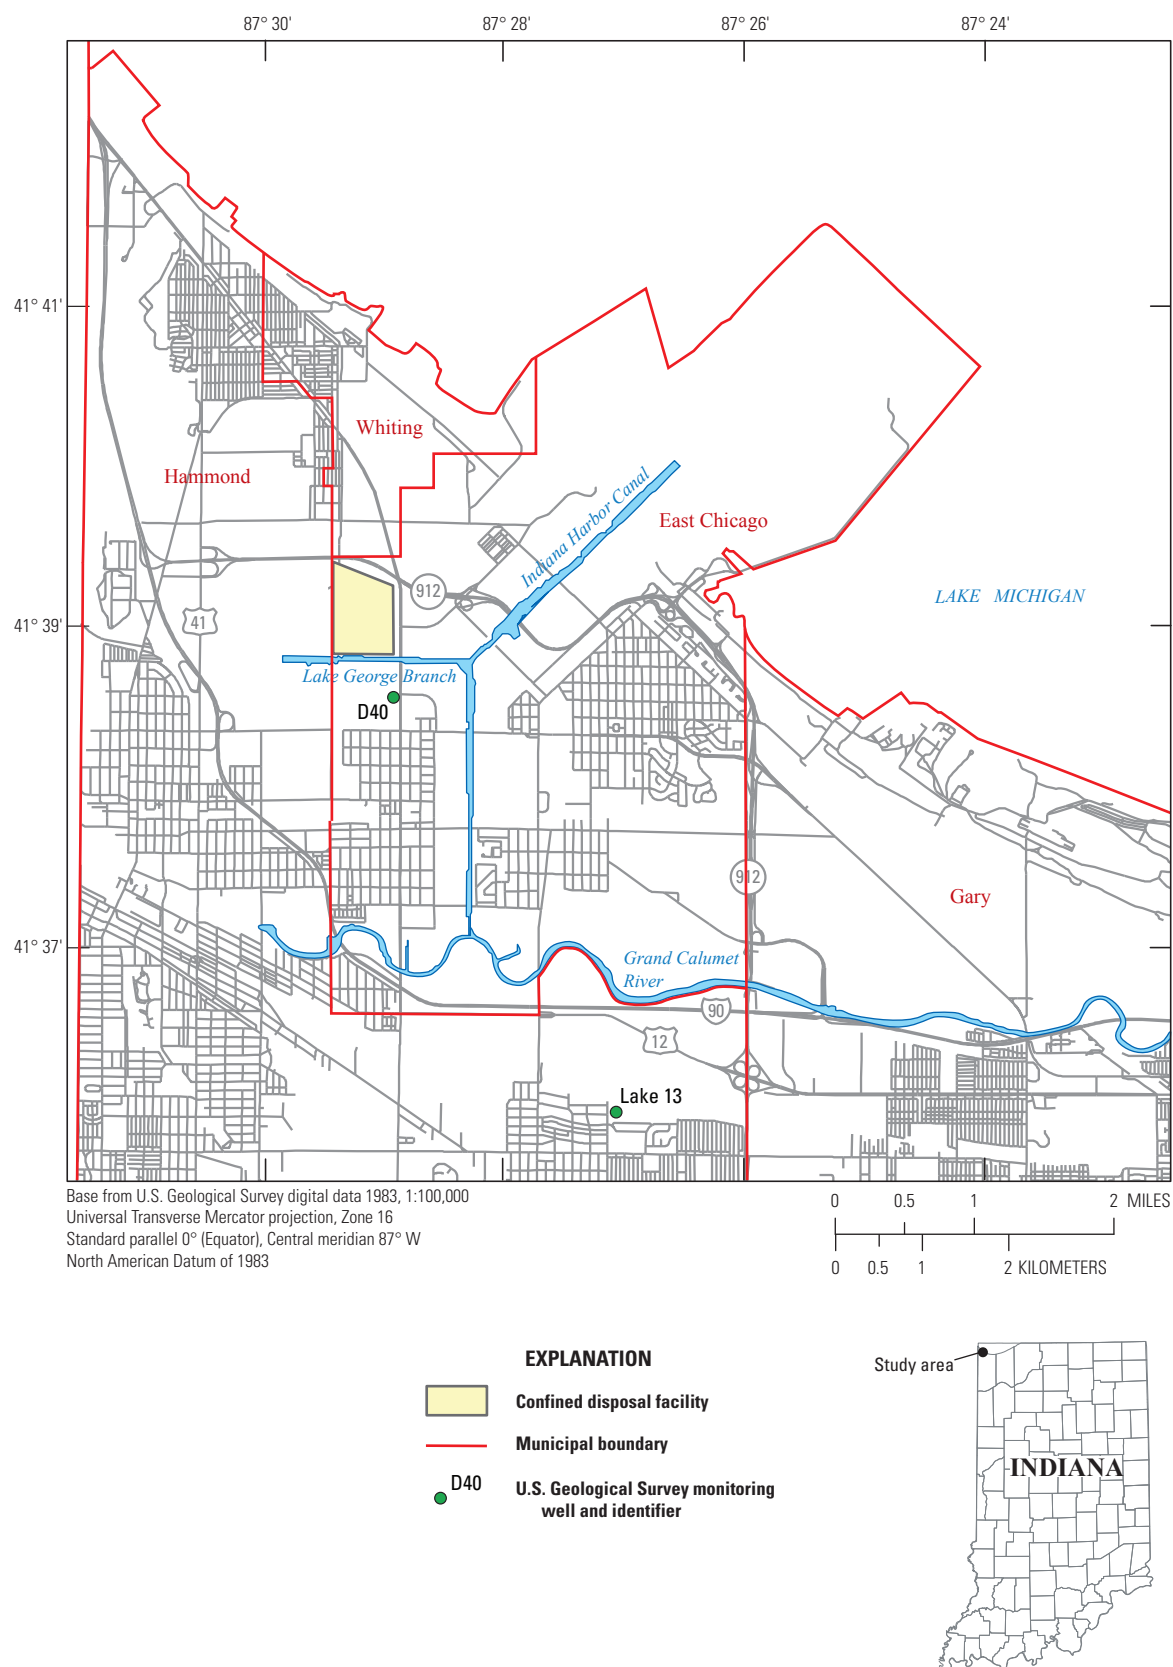 87° 30'
87° 28'
87° 26'
87° 24'
41° 41'
Whiting
Hammond
Indiana Harbor Canal
East Chicago
912
LAKE MICHIGAN
41
41° 39'
Lake George Branch
D40
912
Gary
41° 37'
Grand Calumet
River
90
12
Lake 13
Base from U.S. Geological Survey digital data 1983, 1:100,000
Universal Transverse Mercator projection, Zone 16
Standard parallel 0° (Equator), Central meridian 87° W
North American Datum of 1983
0 0.5 1 2 MILES
0 0.5 1 2 KILOMETERS
EXPLANATION
Confined disposal facility
Municipal boundary
D40
U.S. Geological Survey monitoring
well and identifier
Study area
INDIANA